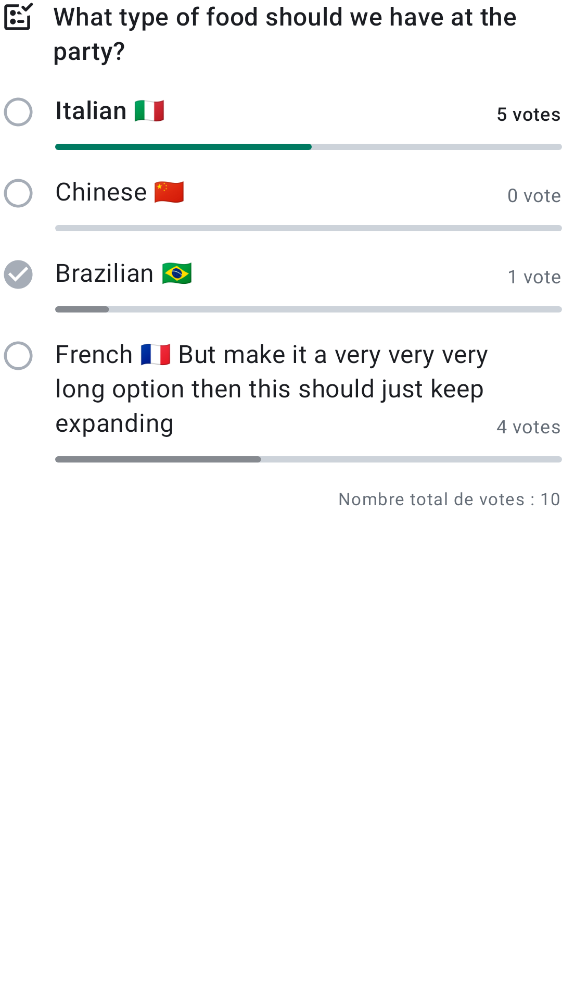 What type of food should we have at the
party?
Italian 🇮🇹 5 votes
Chinese 🇨🇳 0 vote
Brazilian 🇧🇷 1 vote
French 🇫🇷 But make it a very very very
long option then this should just keep
expanding 4 votes
Nombre total de votes : 10